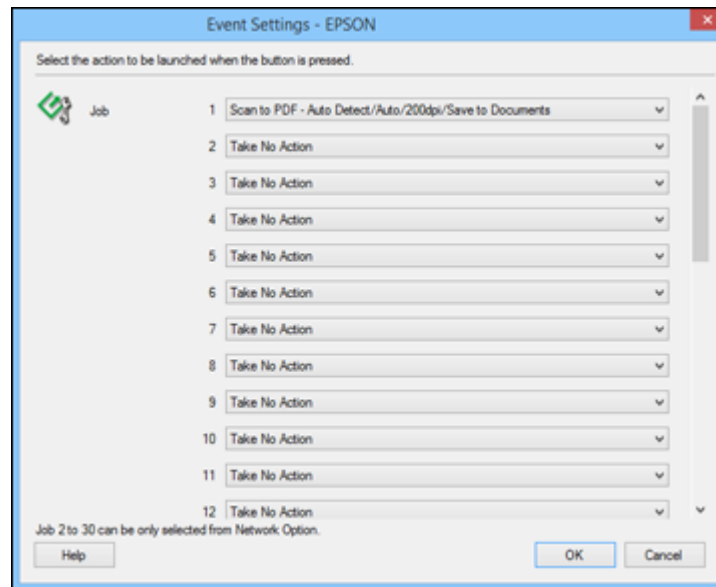 Event Settings - EPSON
Select the action to be launched when the button is pressed.
Job 1 Scan to PDF - Auto Detect/Auto/200dpi/Save to Documents
2 Take No Action
3 Take No Action
4 Take No Action
5 Take No Action
6 Take No Action
7 Take No Action
8 Take No Action
9 Take No Action
10 Take No Action
11 Take No Action
12 Take No Action
Job 2 to 30 can be only selected from Network Option.
Help OK Cancel